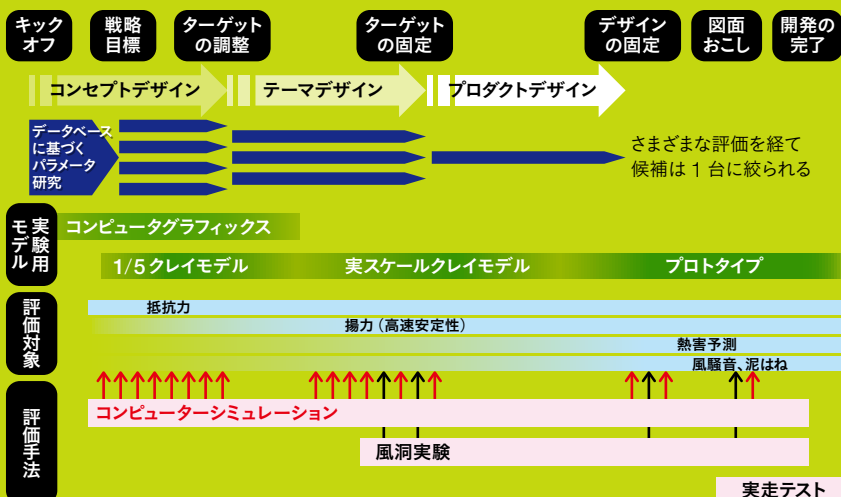 キック
オフ
戦略
目標
ターゲット
の調整
ターゲット
の固定
デザイン
の固定
図面
おこし
開発の
完了
コンセプトデザイン
テーマデザイン
プロダクトデザイン
データベース
に基づく
パラメータ
研究
さまざまな評価を経て
候補は1台に絞られる
実験用
モデル
コンピュータグラフィックス
1/5クレイモデル
実スケールクレイモデル
プロトタイプ
評価対象
抵抗力
揚力(高速安定性)
熱害予測
風騒音、泥はね
評価手法
コンピューターシミュレーション
風洞実験
実走テスト